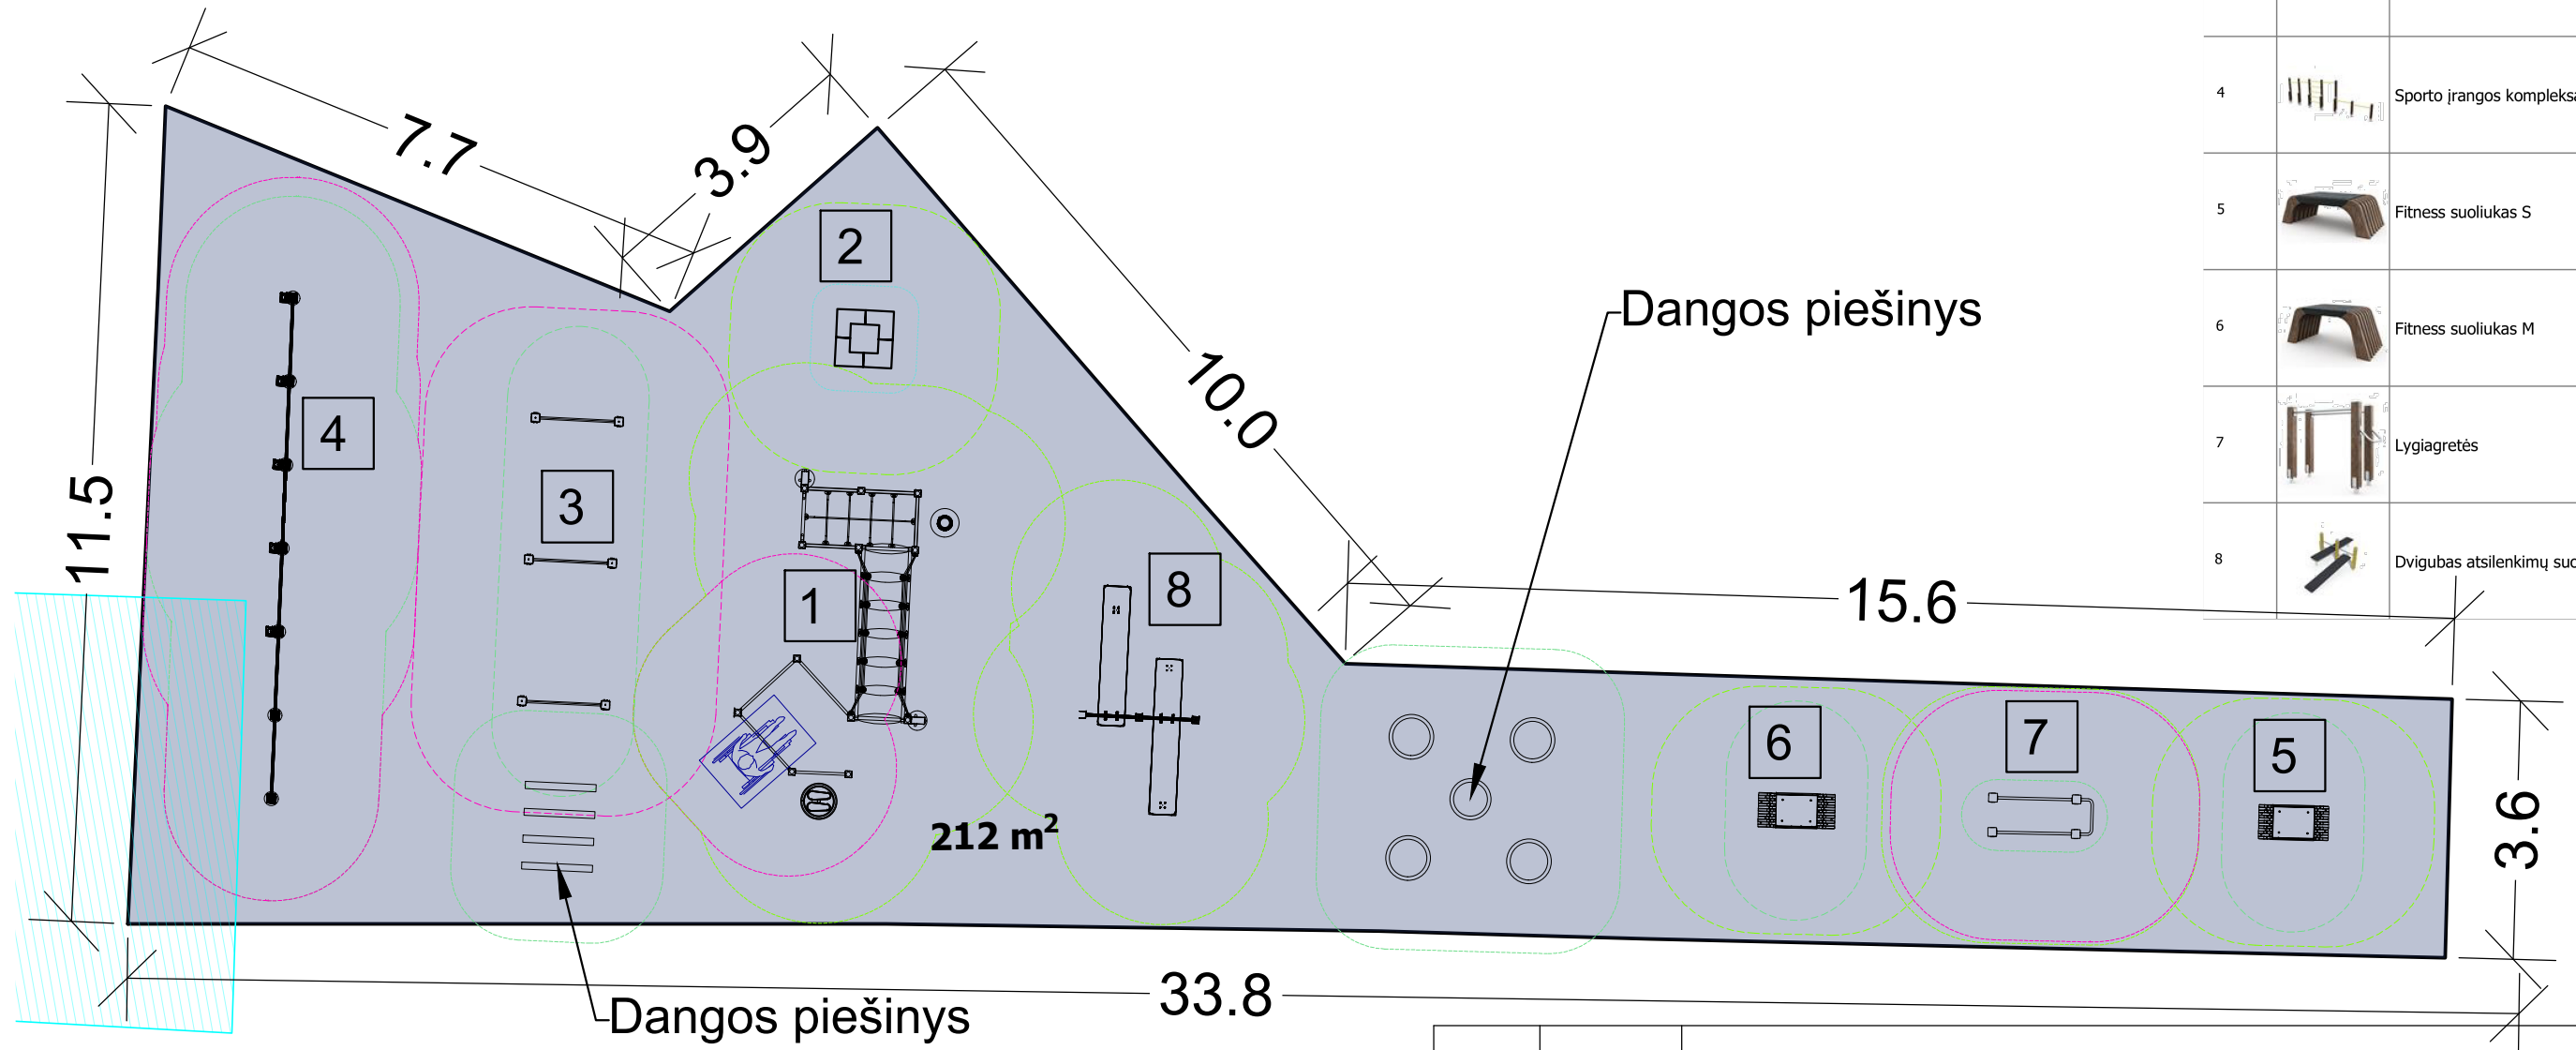 7.7
3.9
10.0
11.5
15.6
3.6
33.8
2
4
3
1
8
6
7
5
212 m²
Dangos piešinys
Dangos piešinys
4 Sporto įrangos
5 Fitness suoliukas S
6 Fitness suoliukas M
7 Lygiagretės
8 Dvigubas atsilenkimų